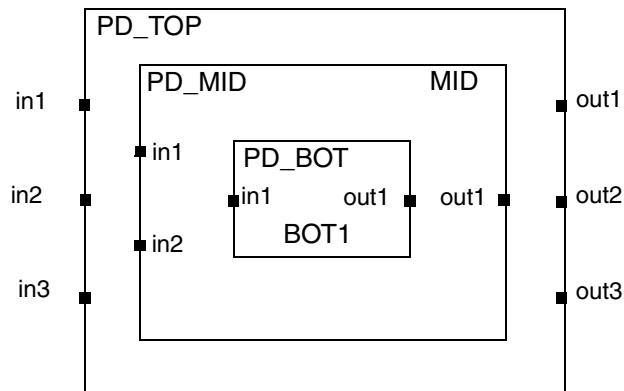 PD_TOP
PD_MID MID
in1
out1
in1
PD_BOT
in2
in1 out1 out1
out2
BOT1
in2
in3
out3